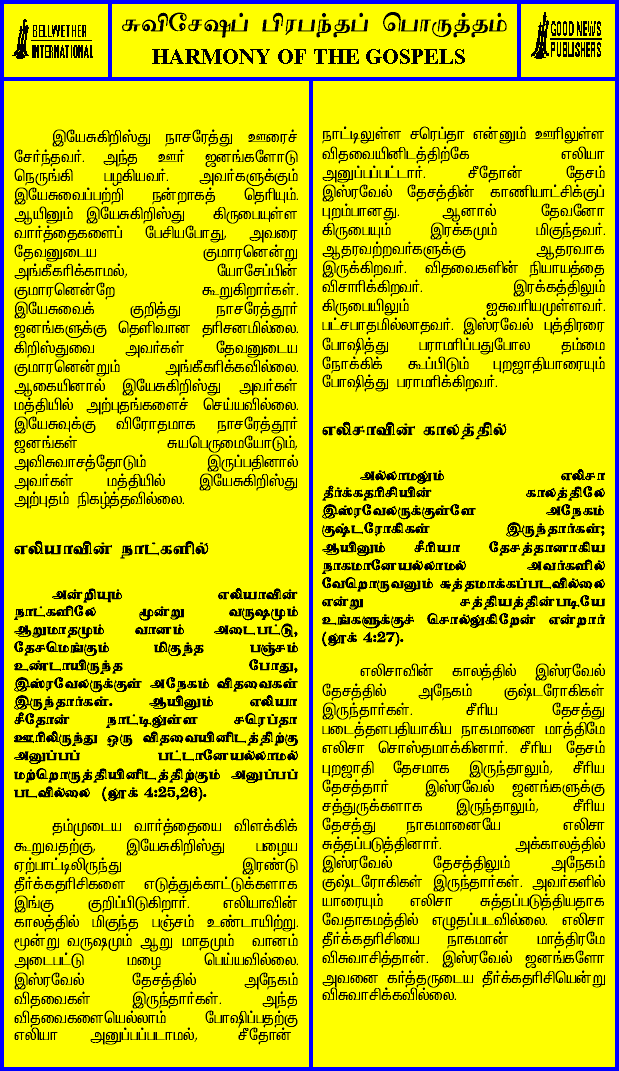 BELLWETHER
INTERNATIONAL
சுவிசேஷப் பிரபந்தப் பொருத்தம்
HARMONY OF THE GOSPELS
GOOD NEWS
PUBLISHERS
இயேசுகிறிஸ்து நாசரேத்து ஊரைச்
சேர்ந்தவர். அந்த ஊர் ஜனங்களோடு
நெருங்கி பழகியவர். அவர்களுக்கும்
இயேசுவைப்பற்றி நன்றாகத் தெரியும்.
ஆயினும் இயேசுகிறிஸ்து கிருபையுள்ள
வார்த்தைகளைப் பேசியபோது, அவரை
தேவனுடைய குமாரனென்று
அங்கீகரிக்காமல், யோசேப்பின்
குமாரனென்றே கூறுகிறார்கள்.
இயேசுவைக் குறித்து நாசரேத்தூர்
ஜனங்களுக்கு தெளிவான தரிசனமில்லை.
கிறிஸ்துவை அவர்கள் தேவனுடைய
குமாரனென்றும் அங்கீகரிக்கவில்லை.
ஆகையினால் இயேசுகிறிஸ்து அவர்கள்
மத்தியில் அற்புதங்களைச் செய்யவில்லை.
இயேசுவுக்கு விரோதமாக நாசரேத்தூர்
ஜனங்கள் சுயபெருமையோடும்,
அவிசுவாசத்தோடும் இருப்பதினால்
அவர்கள் மத்தியில் இயேசுகிறிஸ்து
அற்புதம் நிகழ்த்தவில்லை.
எலியாவின் நாட்களில்
அன்றியும் எலியாவின்
நாட்களிலே மூன்று வருஷமும்
ஆறுமாதமும் வானம் அடைபட்டு,
தேசமெங்கும் மிகுந்த பஞ்சம்
உண்டாயிருந்த போது,
இஸ்ரவேலருக்குள் அநேகம் விதவைகள்
இருந்தார்கள். ஆயினும் எலியா
சீதோன் நாட்டிலுள்ள சரெப்தா
ஊரிலிருந்து ஒரு விதவையினிடத்திற்கு
அனுப்பப் பட்டானேயல்லாமல்
மற்றொருத்தியினிடத்திற்கும் அனுப்பப்
படவில்லை (லூக் 4:25,26).
தம்முடைய வார்த்தையை விளக்கிக்
கூறுவதற்கு, இயேசுகிறிஸ்து பழைய
ஏற்பாட்டிலிருந்து இரண்டு
தீர்க்கதரிசிகளை எடுத்துக்காட்டுக்களாக
இங்கு குறிப்பிடுகிறார். எலியாவின்
காலத்தில் மிகுந்த பஞ்சம் உண்டாயிற்று.
மூன்று வருஷமும் ஆறு மாதமும் வானம்
அடைபட்டு மழை பெய்யவில்லை.
இஸ்ரவேல் தேசத்தில் அநேகம்
விதவைகள் இருந்தார்கள். அந்த
விதவைகளையெல்லாம் போஷிப்பதற்கு
எலியா அனுப்பப்படாமல், சீதோன்
நாட்டிலுள்ள சரெப்தா என்னும் ஊரிலுள்ள
விதவையினிடத்திற்கே எலியா
அனுப்பப்பட்டார். சீதோன் தேசம்
இஸ்ரவேல் தேசத்தின் காணியாட்சிக்குப்
புறம்பானது. ஆனால் தேவனோ
கிருபையும் இரக்கமும் மிகுந்தவர்.
ஆதரவற்றவர்களுக்கு ஆதரவாக
இருக்கிறவர். விதவைகளின் நியாயத்தை
விசாரிக்கிறவர். இரக்கத்திலும்
கிருபையிலும் ஐசுவரியமுள்ளவர்.
பட்சபாதமில்லாதவர். இஸ்ரவேல் புத்திரரை
போஷித்து பராமரிப்பதுபோல தம்மை
நோக்கிக் கூப்பிடும் புறஜாதியாரையும்
போஷித்து பராமரிக்கிறவர்.
எலிசாவின் காலத்தில்
அல்லாமலும் எலிசா
தீர்க்கதரிசியின் காலத்திலே
இஸ்ரவேலருக்குள்ளே அநேகம்
குஷ்டரோகிகள் இருந்தார்கள்;
ஆயினும் சீரியா தேசத்தானாகிய
நாகமானேயல்லாமல் அவர்களில்
வேறொருவனும் சுத்தமாக்கப்படவில்லை
என்று சத்தியத்தின்படியே
உங்களுக்குச் சொல்லுகிறேன் என்றார்
(லூக் 4:27).
எலிசாவின் காலத்தில் இஸ்ரவேல்
தேசத்தில் அநேகம் குஷ்டரோகிகள்
இருந்தார்கள். சீரிய தேசத்து
படைத்தளபதியாகிய நாகமானை மாத்திமே
எலிசா சொஸ்தமாக்கினார். சீரிய தேசம்
புறஜாதி தேசமாக இருந்தாலும், சீரிய
தேசத்தார் இஸ்ரவேல் ஜனங்களுக்கு
சத்துருக்களாக இருந்தாலும், சீரிய
தேசத்து நாகமானையே எலிசா
சுத்தப்படுத்தினார். அக்காலத்தில்
இஸ்ரவேல் தேசத்திலும் அநேகம்
குஷ்டரோகிகள் இருந்தார்கள். அவர்களில்
யாரையும் எலிசா சுத்தப்படுத்தியதாக
வேதாகமத்தில் எழுதப்படவில்லை. எலிசா
தீர்க்கதரிசியை நாகமான் மாத்திரமே
விசுவாசித்தான். இஸ்ரவேல் ஜனங்களோ
அவனை கர்த்தருடைய தீர்க்கதரிசியென்று
விசுவாசிக்கவில்லை.